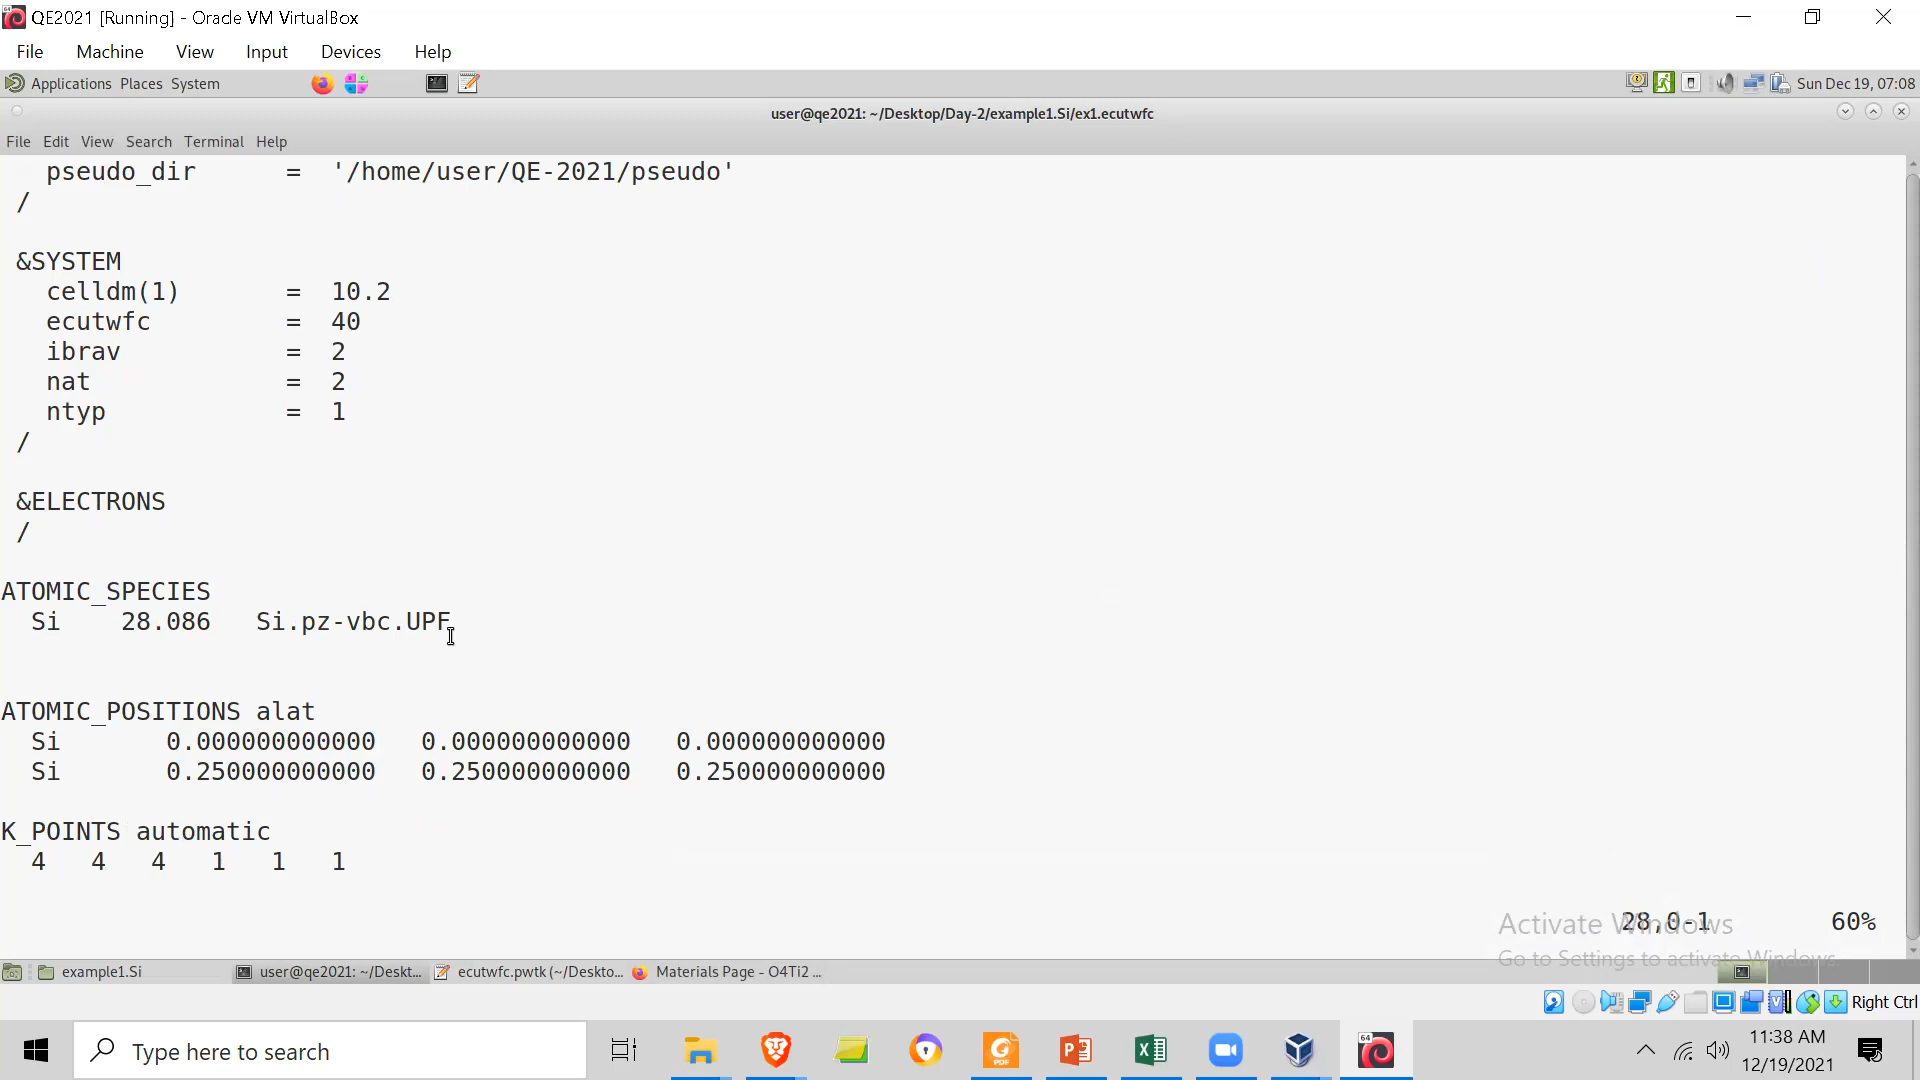 QE2021 [Running] - Oracle VM VirtualBox
File Machine View Input Devices Help
Applications Places System
Sun Dec 19, 07:08
user@qe2021: ~/Desktop/Day-2/example1.Si/ex1.ecutwfc
File Edit View Search Terminal Help
pseudo_dir = '/home/user/QE-2021/pseudo'
/
&SYSTEM
celldm(1) = 10.2
ecutwfc = 40
ibrav = 2
nat = 2
ntyp = 1
/
&ELECTRONS
/
ATOMIC_SPECIES
Si 28.086 Si.pz-vbc.UPF
ATOMIC_POSITIONS alat
Si 0.000000000000 0.000000000000 0.000000000000
Si 0.250000000000 0.250000000000 0.250000000000
K_POINTS automatic
4 4 4 1 1 1
28,0-1 60%
Activate Windows
Go to Settings to activate Windows.
example1.Si user@qe2021: ~/Deskt... ecutwfc.pwtk (~/Deskto... Materials Page - O4Ti2 ...
Right Ctrl
Type here to search
64
PDF
11:38 AM
12/19/2021